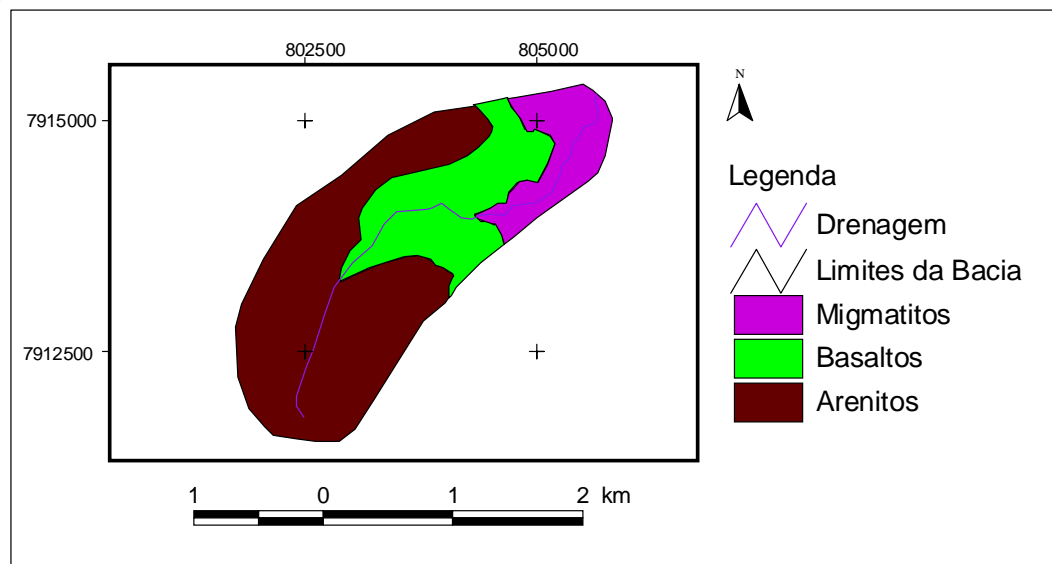 802500 805000
N
7915000
7912500
Legenda
Drenagem
Limites da Bacia
Migmatitos
Basaltos
Arenitos
1 0 1 2 km